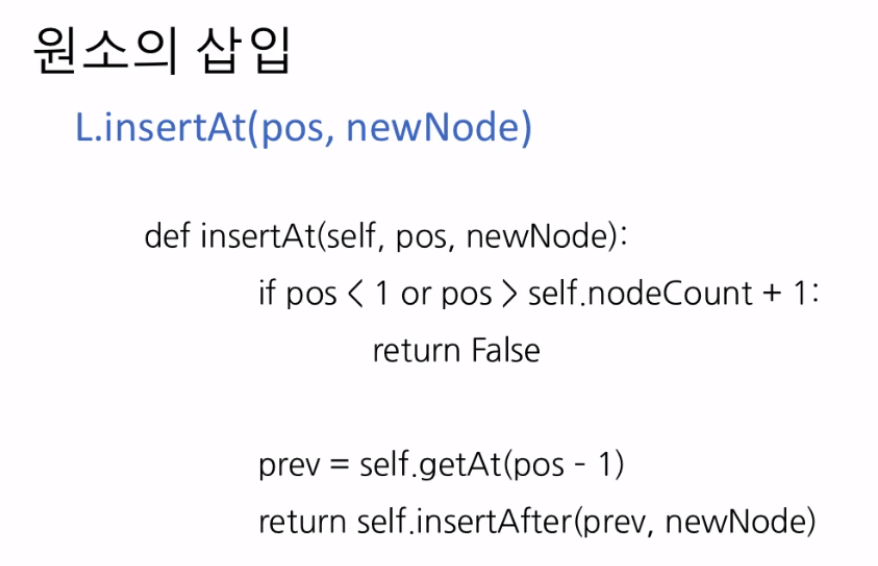 원소의 삽입
L.insertAt(pos, newNode)
def insertAt(self, pos, newNode):
if pos < 1 or pos > self.nodeCount + 1:
return False
prev = self.getAt(pos - 1)
return self.insertAfter(prev, newNode)